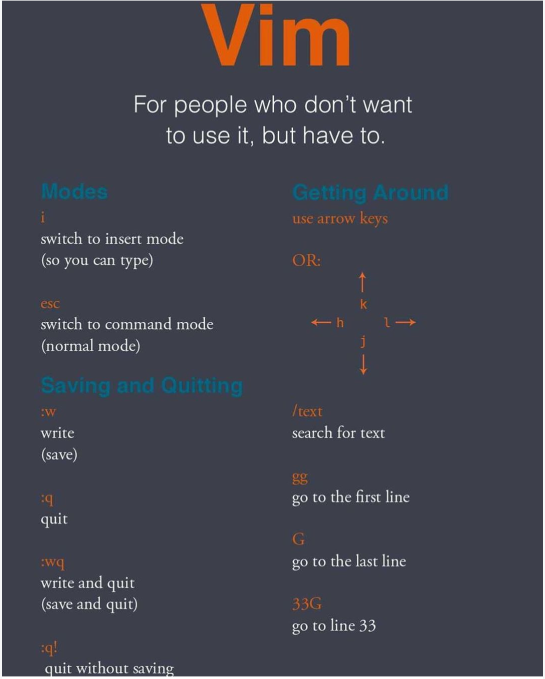 Vim
For people who don't want
to use it, but have to.
Modes
i
switch to insert mode
(so you can type)
esc
switch to command mode
(normal mode)
Saving and Quitting
:w
write
(save)
:q
quit
:wq
write and quit
(save and quit)
:q!
quit without saving
Getting Around
use arrow keys
OR:
k
h l
j
/text
search for text
gg
go to the first line
G
go to the last line
33G
go to line 33